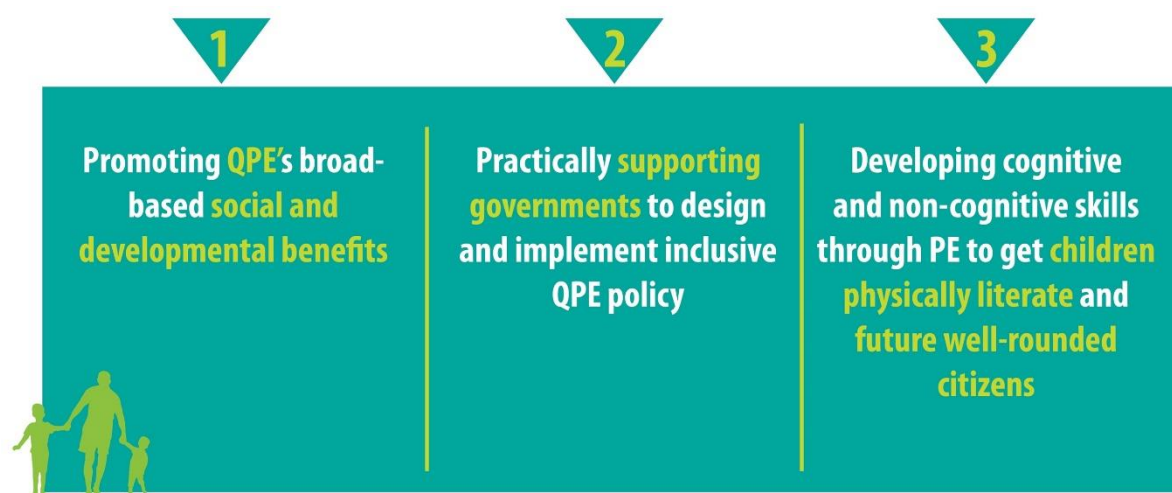 1
Promoting QPE's broad-
based social and
developmental benefits
2
Practically supporting
governments to design
and implement inclusive
QPE policy
3
Developing cognitive
and non-cognitive skills
through PE to get children
physically literate and
future well-rounded
citizens